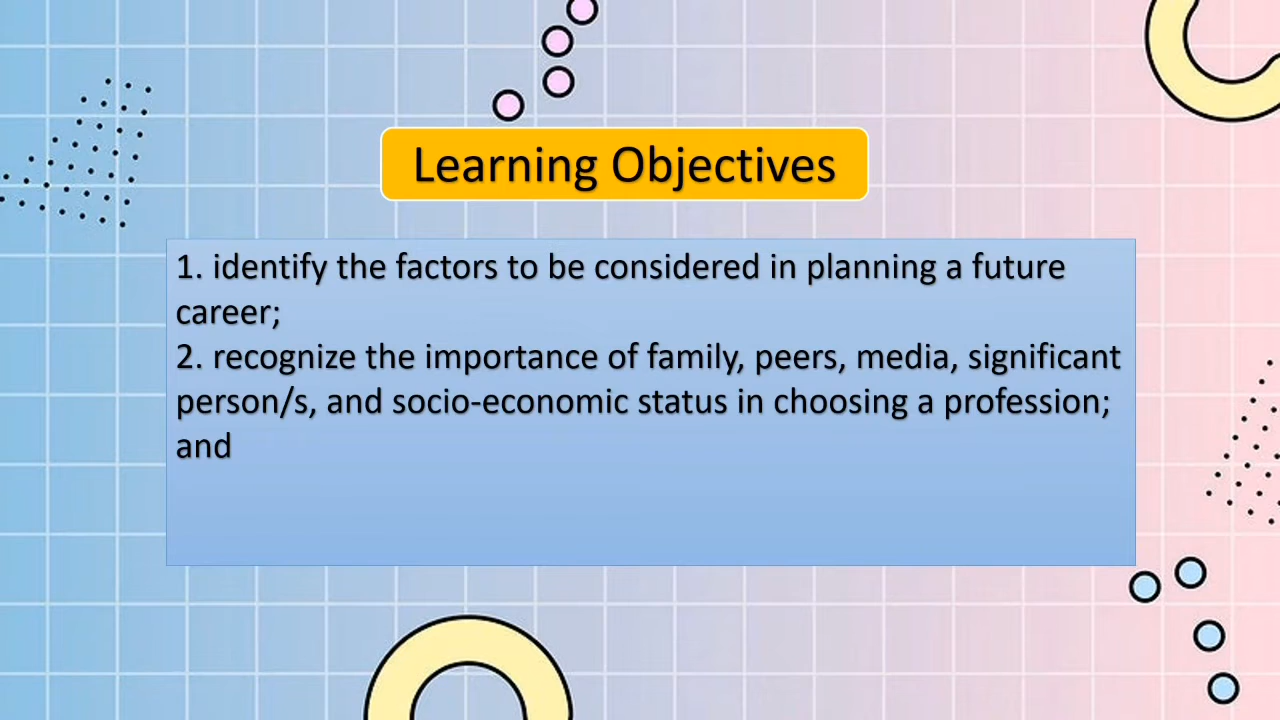 Learning Objectives
1. identify the factors to be considered in planning a future
career;
2. recognize the importance of family, peers, media, significant
person/s, and socio-economic status in choosing a profession;
and